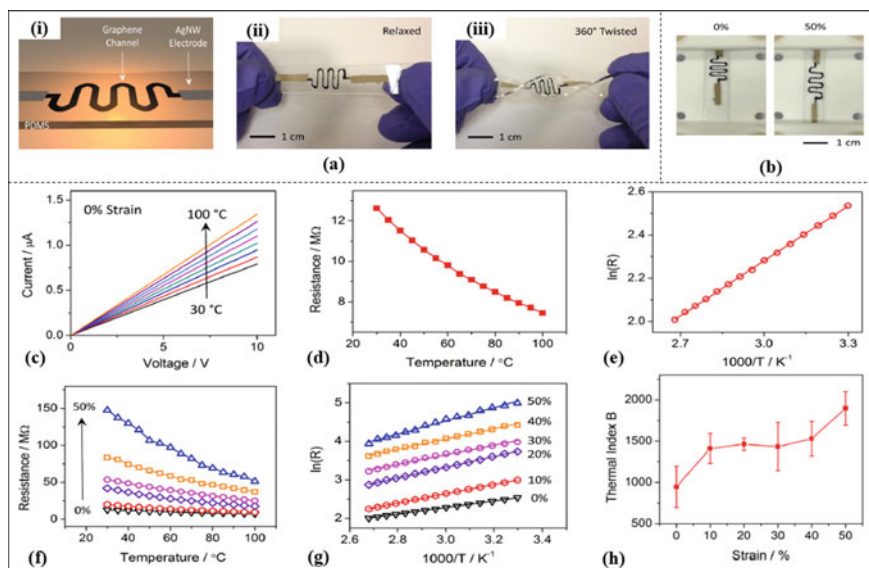 (i)
Graphene
Channel
AgNW
Electrode
PDMS
(ii)
Relaxed
1 cm
(iii)
360° Twisted
1 cm
(a)
0%
50%
1 cm
(b)
0% Strain
100 °C
30 °C
1.5
1.0
0.5
0.0
0
5
10
Current / μA
Voltage / V
(c)
12
10
8
20
40
60
80
100
Resistance / MΩ
Temperature / °C
(d)
2.6
2.4
2.2
2.0
2.7
3.0
3.3
ln(R)
1000/T / K⁻¹
(e)
50%
0%
150
100
50
0
20
40
60
80
100
Resistance / MΩ
Temperature / °C
(f)
5
4
3
2
50%
40%
30%
20%
10%
0%
2.6
2.8
3.0
3.2
3.4
ln(R)
1000/T / K⁻¹
(g)
2000
1500
1000
500
0
10
20
30
40
50
Thermal Index B
Strain / %
(h)